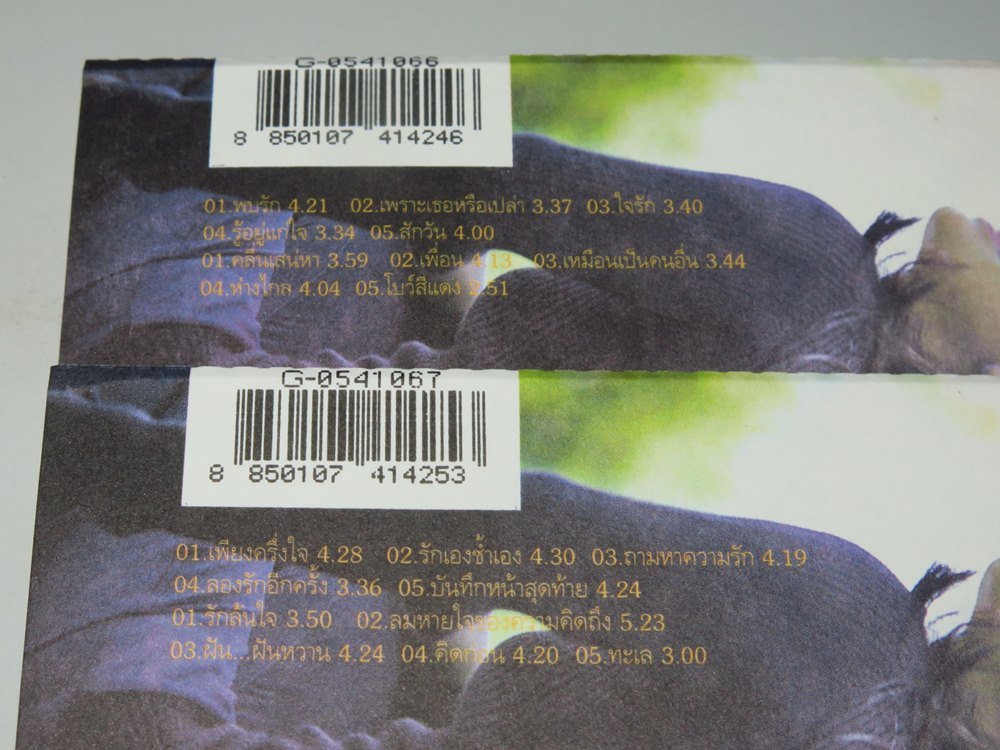 G-0541066
8 850107 414246
01.พบรัก 4.21 02.เพราะเธอหรือเปล่า 3.37 03.ใจรัก 3.40
04.รู้อยู่แก่ใจ 3.34 05.สักวัน 4.00
01.คลื่นเสน่หา 3.59 02.เพื่อน 4.13 03.เหมือนเป็นคนอื่น 3.44
04.ห่างไกล 4.04 05.โบว์สีแดง 2.51
G-0541067
8 850107 414253
01.เพียงครึ่งใจ 4.28 02.รักเองช้ำเอง 4.30 03.ถามหาความรัก 4.19
04.ลองรักอีกครั้ง 3.36 05.บันทึกหน้าสุดท้าย 4.24
01.รักล้นใจ 3.50 02.ลมหายใจของความคิดถึง 5.23
03.ฝัน...ฝันหวาน 4.24 04.คิดก่อน 4.20 05.ทะเล 3.00